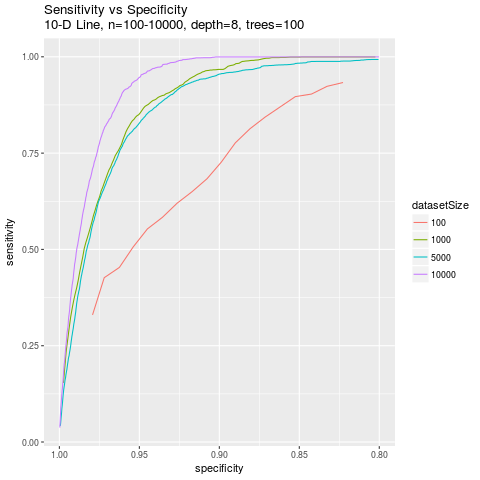 Sensitivity vs Specificity
10-D Line, n=100-10000, depth=8, trees=100
1.00
0.75
0.50
0.25
0.00
sensitivity
1.00 0.95 0.90 0.85 0.80
specificity
datasetSize
100
1000
5000
10000